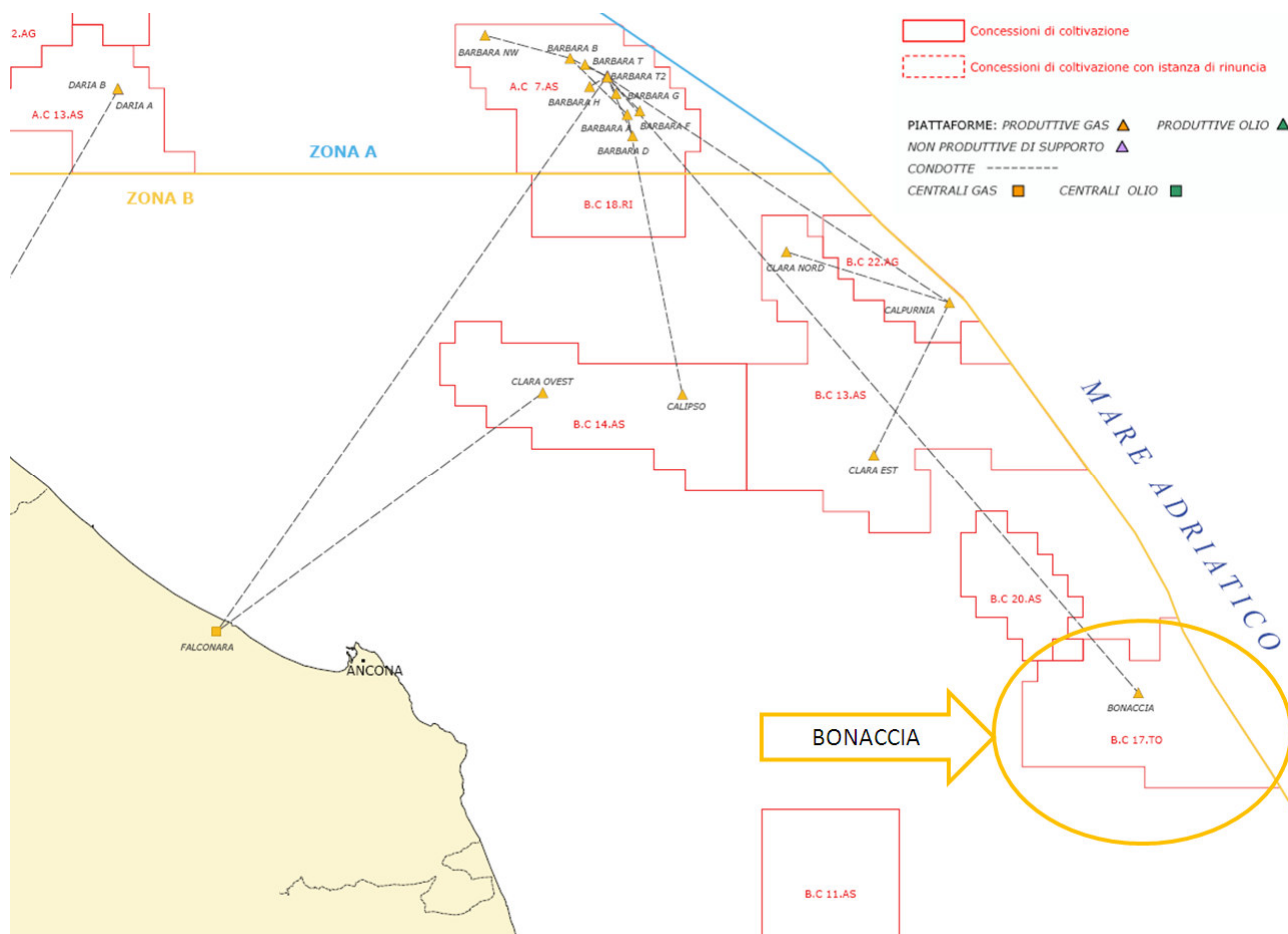 2.AG
DARIA B
DARIA A
A.C 13.AS
BARBARA NW
BARBARA B
BARBARA T
BARBARA T2
A.C 7.AS
BARBARA H
BARBARA G
BARBARA A
BARBARA E
BARBARA D
ZONA A
ZONA B
Concessioni di coltivazione
Concessioni di coltivazione con istanza di rinuncia
PIATTAFORME: PRODUTTIVE GAS PRODUTTIVE OLIO
NON PRODUTTIVE DI SUPPORTO
CONDOTTE
CENTRALI GAS CENTRALI OLIO
B.C 18.RI
CLARA NORD
B.C 22.AG
CALPURNIA
CLARA OVEST
CALIPSO
B.C 13.AS
B.C 14.AS
CLARA EST
MARE ADRIATICO
B.C 20.AS
FALCONARA
ANCONA
BONACCIA
BONACCIA
B.C 17.TO
B.C 11.AS